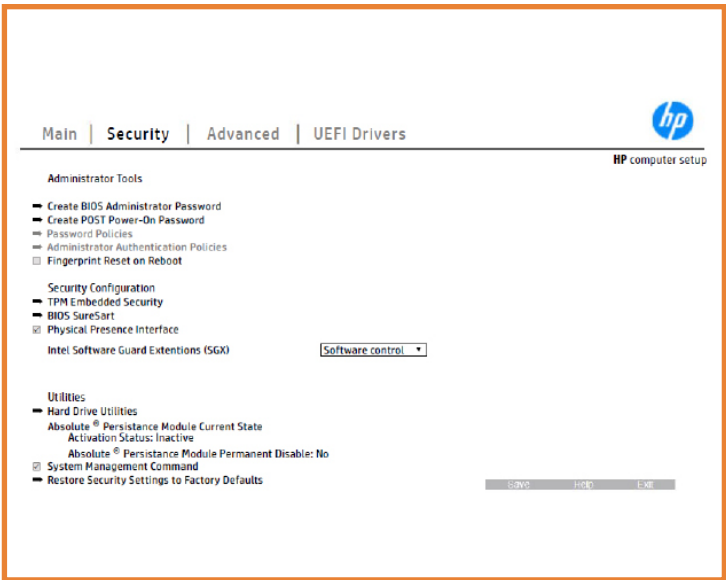 hp
Main | Security | Advanced | UEFI Drivers
HP computer setup
Administrator Tools
Create BIOS Administrator Password
Create POST Power-On Password
Password Policies
Administrator Authentication Policies
Fingerprint Reset on Reboot
Security Configuration
TPM Embedded Security
BIOS SureSart
Physical Presence Interface
Intel Software Guard Extentions (SGX) Software control
Utilities
Hard Drive Utilities
Absolute ® Persistance Module Current State
Activation Status: Inactive
Absolute ® Persistance Module Permanent Disable: No
System Management Command
Restore Security Settings to Factory Defaults
Save Help Exit